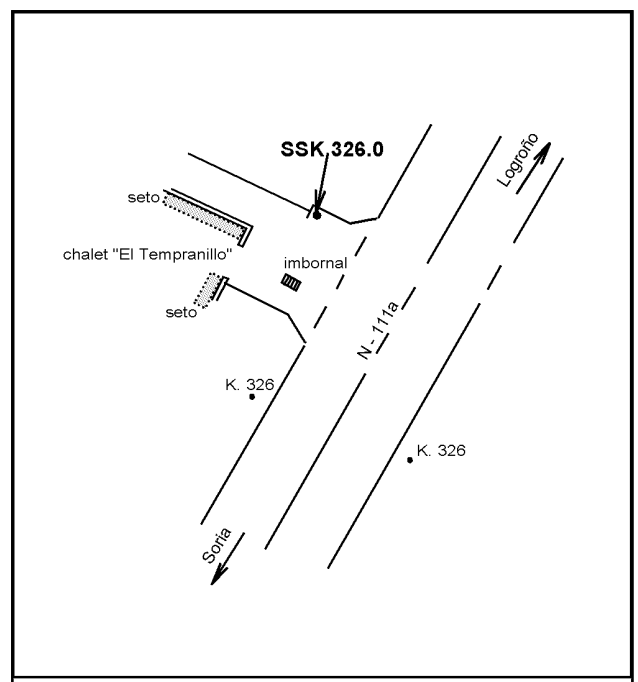 Logroño
SSK 326.0
seto
chalet "El Tempranillo"
imbornal
seto
N - 111a
K. 326
K. 326
Soria